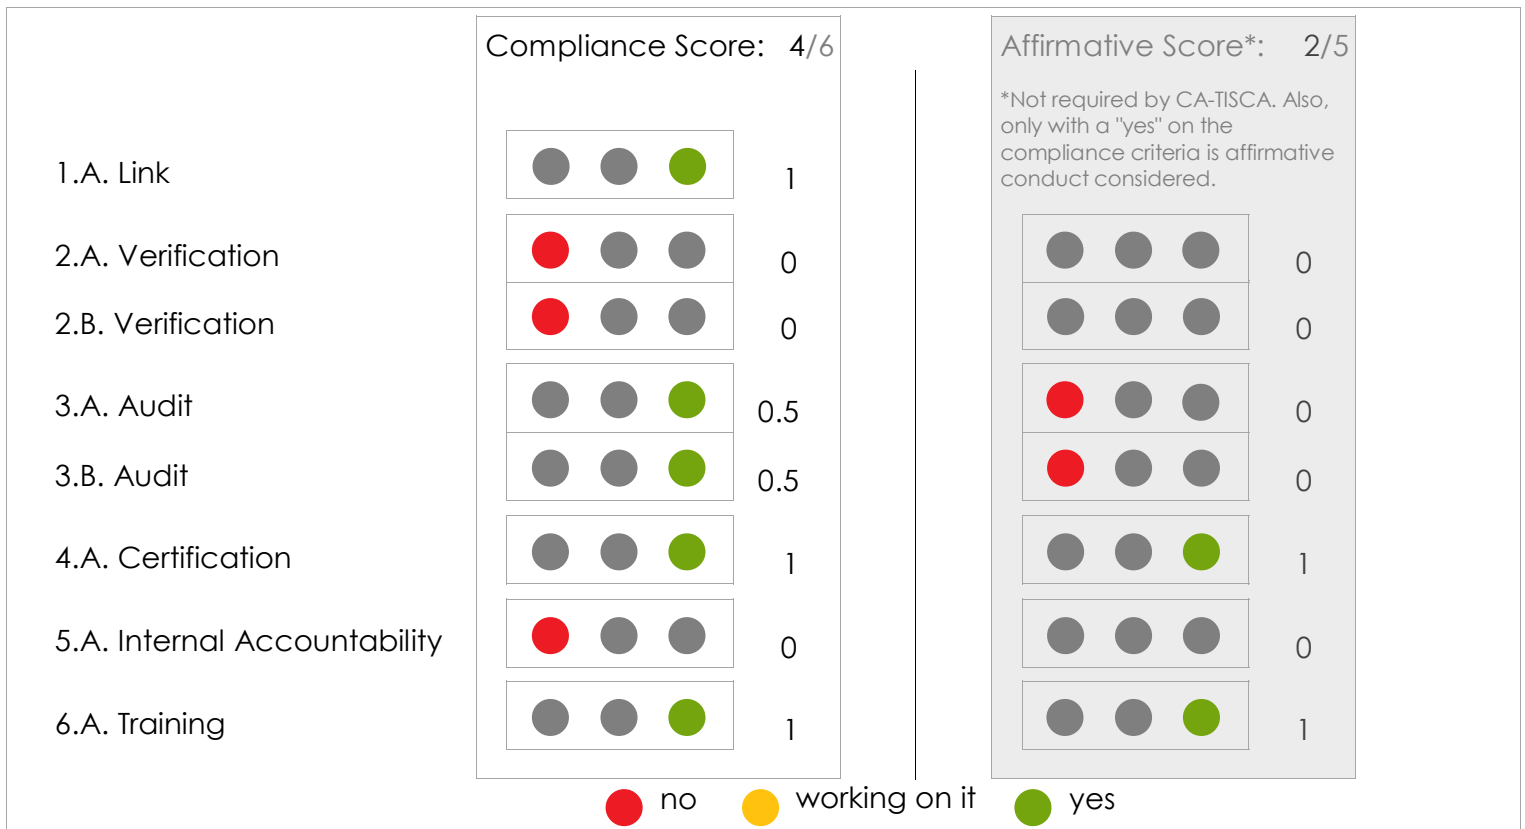 Compliance Score: 4/6
Affirmative Score*: 2/5
*Not required by CA-TISCA. Also,
only with a "yes" on the
compliance criteria is affirmative
conduct considered.
1.A. Link 1
2.A. Verification 0 0
2.B. Verification 0 0
3.A. Audit 0.5 0
3.B. Audit 0.5 0
4.A. Certification 1 1
5.A. Internal Accountability 0 0
6.A. Training 1 1
no working on it yes